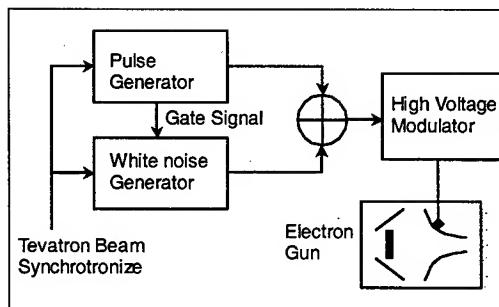 Pulse
Generator
Gate Signal
White noise
Generator
High Voltage
Modulator
Electron
Gun
Tevatron Beam
Synchrotronize